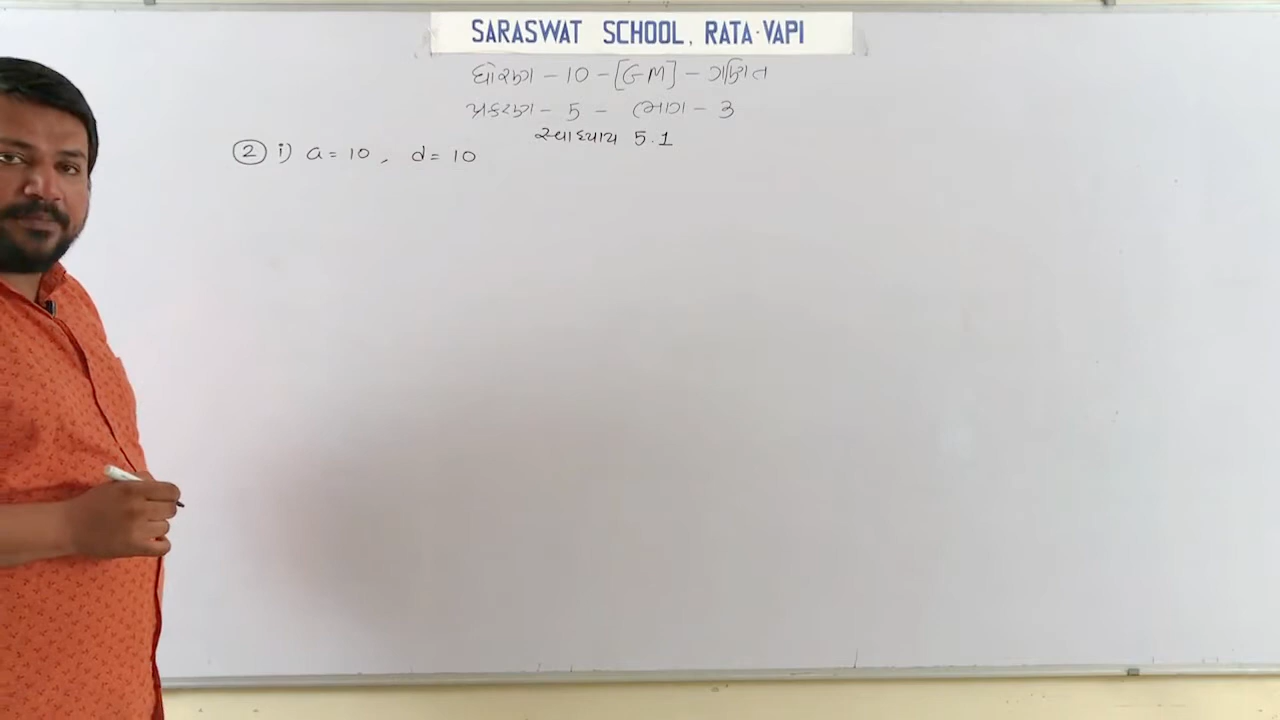 SARASWAT SCHOOL, RATA-VAPI
ધોરણ - 10 - [GM] - ગણિત
પ્રકરણ - 5 - ભાગ - 3
સ્વાધ્યાય 5.1
② i) a = 10, d = 10